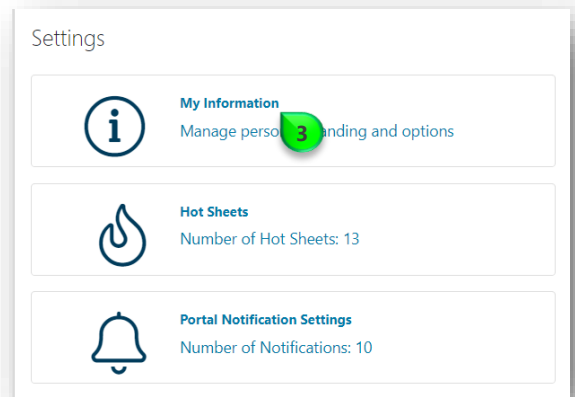 Settings
My Information
Manage perso anding and options
3
Hot Sheets
Number of Hot Sheets: 13
Portal Notification Settings
Number of Notifications: 10